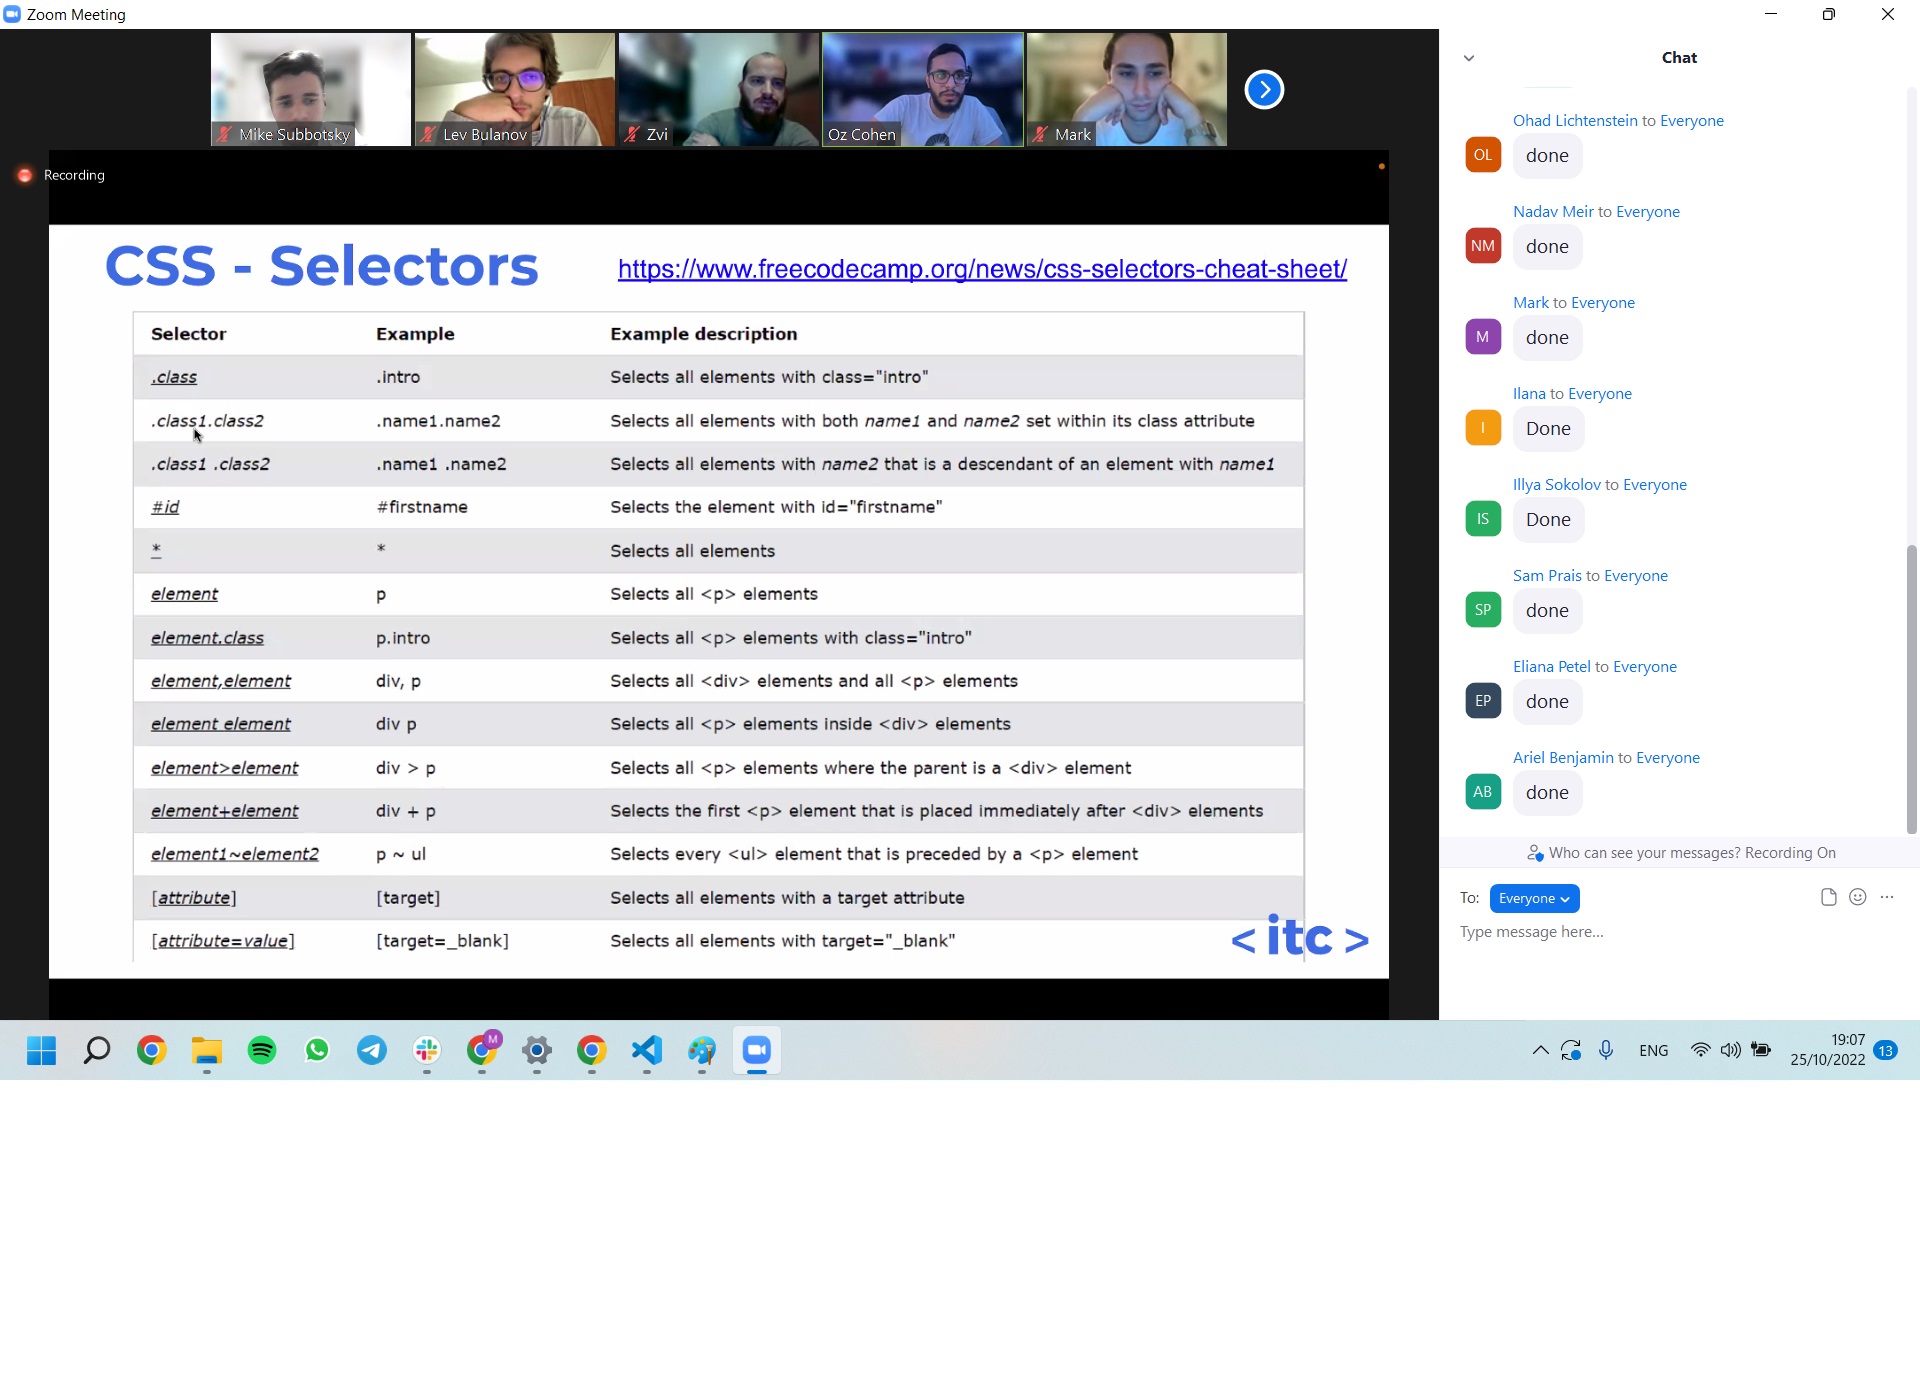 Zoom Meeting
Mike Subbotsky
Lev Bulanov
Zvi
Oz Cohen
Mark
Recording
CSS - Selectors
https://www.freecodecamp.org/news/css-selectors-cheat-sheet/
Selector Example Example description
.class .intro Selects all elements with class="intro"
.class1.class2 .name1.name2 Selects all elements with both name1 and name2 set within its class attribute
.class1 .class2 .name1 .name2 Selects all elements with name2 that is a descendant of an element with name1
#id #firstname Selects the element with id="firstname"
* * Selects all elements
element p Selects all <p> elements
element.class p.intro Selects all <p> elements with class="intro"
element,element div, p Selects all <div> elements and all <p> elements
element element div p Selects all <p> elements inside <div> elements
element>element div > p Selects all <p> elements where the parent is a <div> element
element+element div + p Selects the first <p> element that is placed immediately after <div> elements
element1~element2 p ~ ul Selects every <ul> element that is preceded by a <p> element
[attribute] [target] Selects all elements with a target attribute
[attribute=value] [target=_blank] Selects all elements with target="_blank"
<itc>
Chat
Ohad Lichtenstein to Everyone
OL done
Nadav Meir to Everyone
NM done
Mark to Everyone
M done
Ilana to Everyone
I Done
Illya Sokolov to Everyone
IS Done
Sam Prais to Everyone
SP done
Eliana Petel to Everyone
EP done
Ariel Benjamin to Everyone
AB done
Who can see your messages? Recording On
To: Everyone
Type message here...
M
ENG
19:07
25/10/2022
13